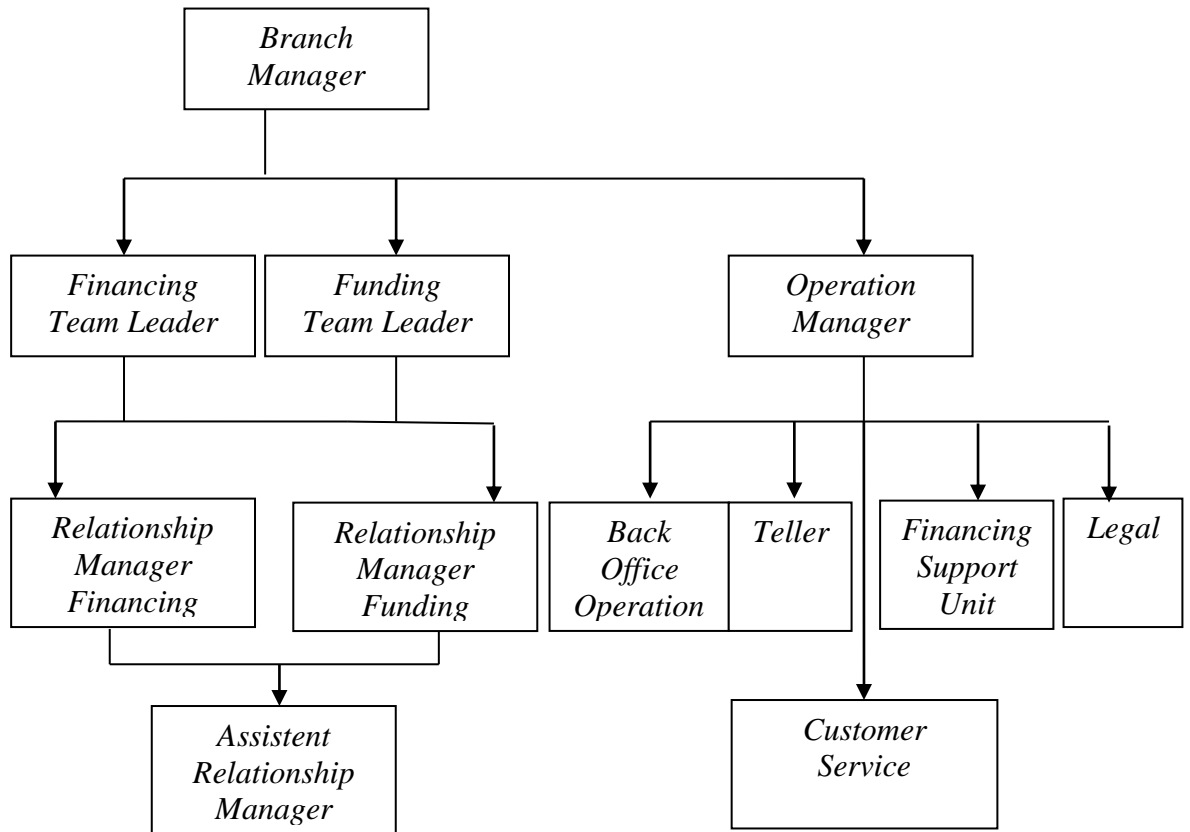 Branch
Manager
Financing
Team Leader
Funding
Team Leader
Operation
Manager
Relationship
Manager
Financing
Relationship
Manager
Funding
Back
Office
Operation
Teller
Financing
Support
Unit
Legal
Assistent
Relationship
Manager
Customer
Service